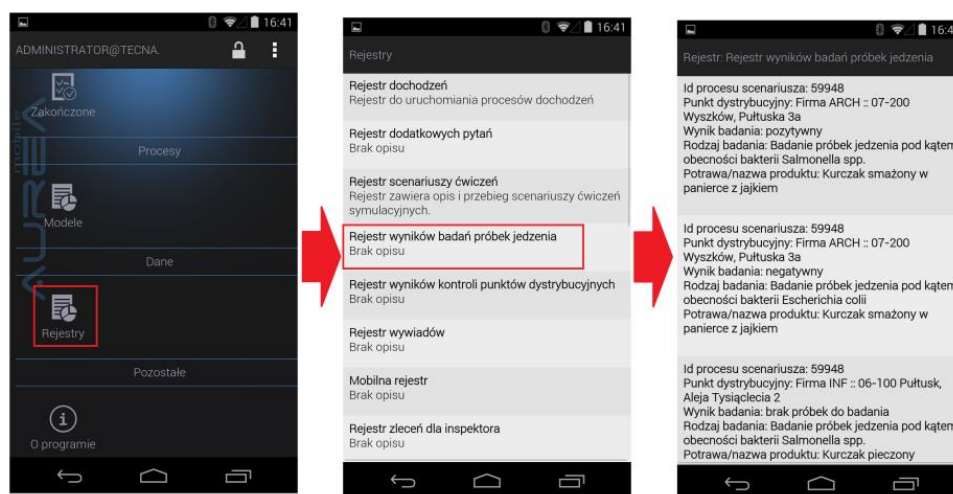 16:41
ADMINISTRATOR@TECNA.
Zakończone
Procesy
AUREA
mobile
Modele
Dane
Rejestry
Pozostałe
O programie
16:41
Rejestry
Rejestr dochodzeń
Rejestr do uruchomiania procesów dochodzeń
Rejestr dodatkowych pytań
Brak opisu
Rejestr scenariuszy ćwiczeń
Rejestr zawiera opis i przebieg scenariuszy ćwiczeń
symulacyjnych.
Rejestr wyników badań próbek jedzenia
Brak opisu
Rejestr wyników kontroli punktów dystrybucyjnych
Brak opisu
Rejestr wywiadów
Brak opisu
Mobilna rejestr
Brak opisu
Rejestr zleceń dla inspektora
Brak opisu
16:4
Rejestr: Rejestr wyników badań próbek jedzenia
Id procesu scenariusza: 59948
Punkt dystrybucyjny: Firma ARCH :: 07-200
Wyszków, Pułtuska 3a
Wynik badania: pozytywny
Rodzaj badania: Badanie próbek jedzenia pod kątem
obecności bakterii Salmonella spp.
Potrawa/nazwa produktu: Kurczak smażony w
panierce z jajkiem
Id procesu scenariusza: 59948
Punkt dystrybucyjny: Firma ARCH :: 07-200
Wyszków, Pułtuska 3a
Wynik badania: negatywny
Rodzaj badania: Badanie próbek jedzenia pod kątem
obecności bakterii Escherichia colii
Potrawa/nazwa produktu: Kurczak smażony w
panierce z jajkiem
Id procesu scenariusza: 59948
Punkt dystrybucyjny: Firma INF :: 06-100 Pułtusk,
Aleja Tysiąclecia 2
Wynik badania: brak próbek do badania
Rodzaj badania: Badanie próbek jedzenia pod kątem
obecności bakterii Salmonella spp.
Potrawa/nazwa produktu: Kurczak pieczony